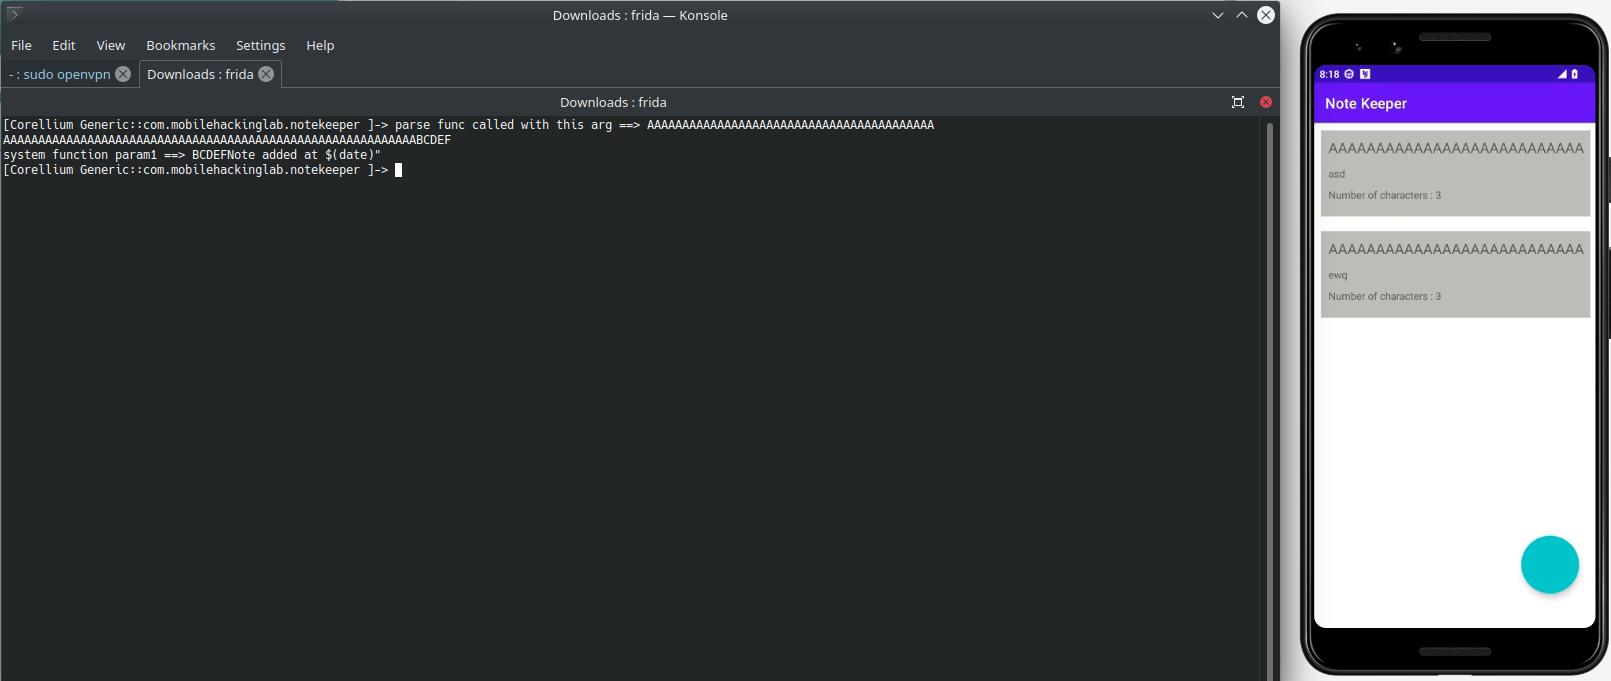 Downloads : frida — Konsole
File Edit View Bookmarks Settings Help
- : sudo openvpn Downloads : frida
Downloads : frida
[Corellium Generic::com.mobilehackinglab.notekeeper ]-> parse func called with this arg ==> AAAAAAAAAAAAAAAAAAAAAAAAAAAAAAAAAAAAAAAAA
AAAAAAAAAAAAAAAAAAAAAAAAAAAAAAAAAAAAAAAAAAAAAAAAAAAAAAAAAAABCDEF
system function param1 ==> BCDEFNote added at $(date)"
[Corellium Generic::com.mobilehackinglab.notekeeper ]->
8:18
Note Keeper
AAAAAAAAAAAAAAAAAAAAAAAAAAA
asd
Number of characters : 3
AAAAAAAAAAAAAAAAAAAAAAAAAAA
ewq
Number of characters : 3